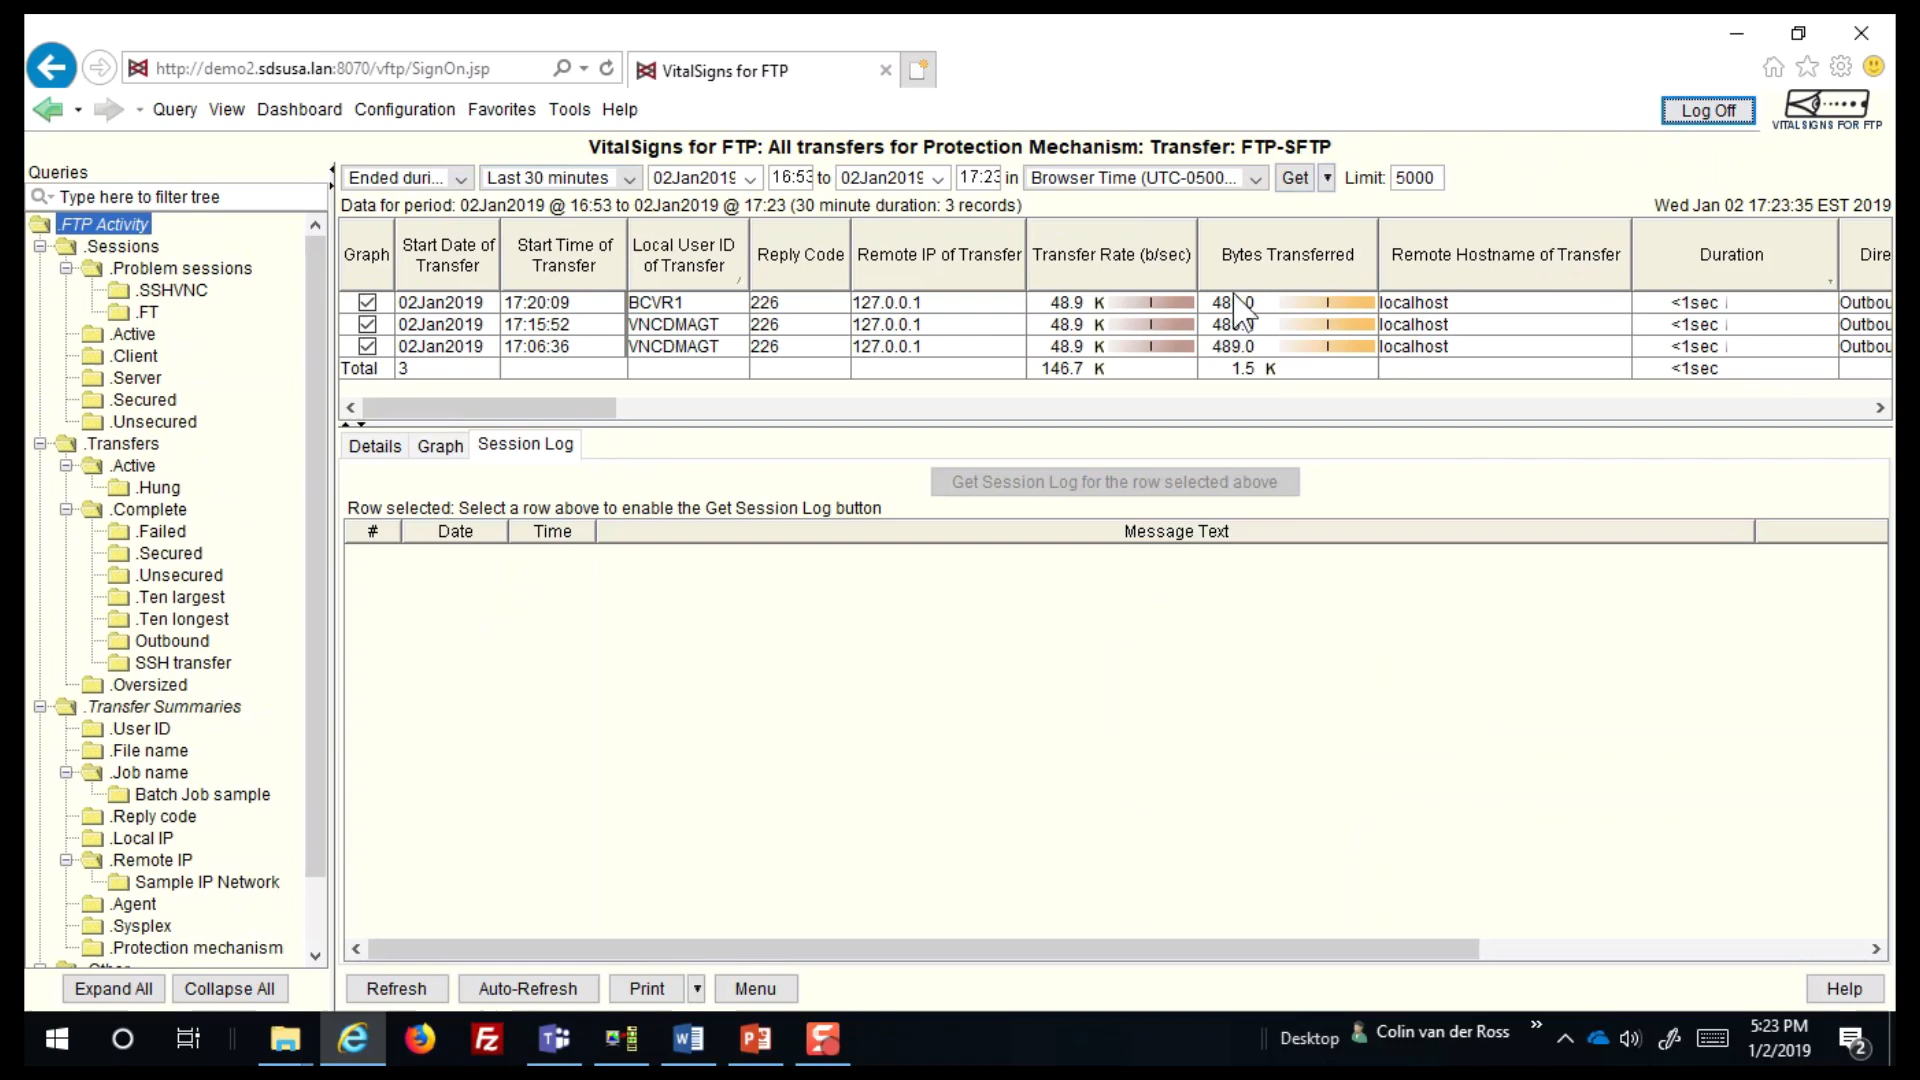 http://demo2.sdsusa.lan:8070/vftp/SignOn.jsp
VitalSigns for FTP
Query View Dashboard Configuration Favorites Tools Help
Log Off
VITALSIGNS FOR FTP
VitalSigns for FTP: All transfers for Protection Mechanism: Transfer: FTP-SFTP
Queries
Type here to filter tree
.FTP Activity
.Sessions
.Problem sessions
.SSHVNC
.FT
.Active
.Client
.Server
.Secured
.Unsecured
.Transfers
.Active
.Hung
.Complete
.Failed
.Secured
.Unsecured
.Ten largest
.Ten longest
Outbound
SSH transfer
.Oversized
.Transfer Summaries
.User ID
.File name
.Job name
Batch Job sample
.Reply code
.Local IP
.Remote IP
Sample IP Network
.Agent
.Sysplex
.Protection mechanism
Expand All Collapse All
Ended duri... Last 30 minutes 02Jan2019 16:53 to 02Jan2019 17:23 in Browser Time (UTC-0500... Get Limit: 5000
Data for period: 02Jan2019 @ 16:53 to 02Jan2019 @ 17:23 (30 minute duration: 3 records)
Wed Jan 02 17:23:35 EST 2019
Graph Start Date of Transfer Start Time of Transfer Local User ID of Transfer Reply Code Remote IP of Transfer Transfer Rate (b/sec) Bytes Transferred Remote Hostname of Transfer Duration Dire
02Jan2019 17:20:09 BCVR1 226 127.0.0.1 48.9 K localhost <1sec Outbou
02Jan2019 17:15:52 VNCDMAGT 226 127.0.0.1 48.9 K localhost <1sec Outbou
02Jan2019 17:06:36 VNCDMAGT 226 127.0.0.1 48.9 K 489.0 localhost <1sec Outbou
Total 3 146.7 K 1.5 K <1sec
Details Graph Session Log
Get Session Log for the row selected above
Row selected: Select a row above to enable the Get Session Log button
# Date Time Message Text
Refresh Auto-Refresh Print Menu Help
Desktop Colin van der Ross
5:23 PM
1/2/2019
2